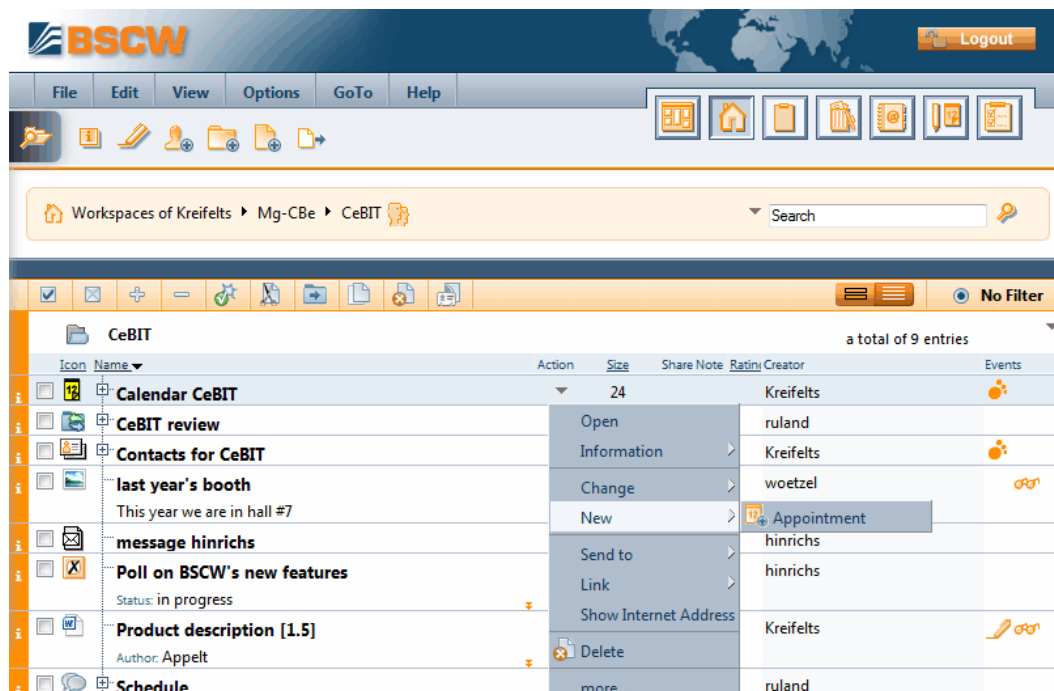 BSCW
Logout
File Edit View Options GoTo Help
Workspaces of Kreifelts Mg-CBe CeBIT
Search
No Filter
CeBIT
a total of 9 entries
Icon Name Action Size Share Note Creator Events
Calendar CeBIT 24 Kreifelts
CeBIT review ruland
Contacts for CeBIT Kreifelts
last year's booth woetzel
This year we are in hall #7
message hinrichs hinrichs
Poll on BSCW's new features hinrichs
Status: in progress
Product description [1.5] Kreifelts
Author: Appelt
Schedule ruland
Open
Information
Change
New
Appointment
Send to
Link
Show Internet Address
Delete
more